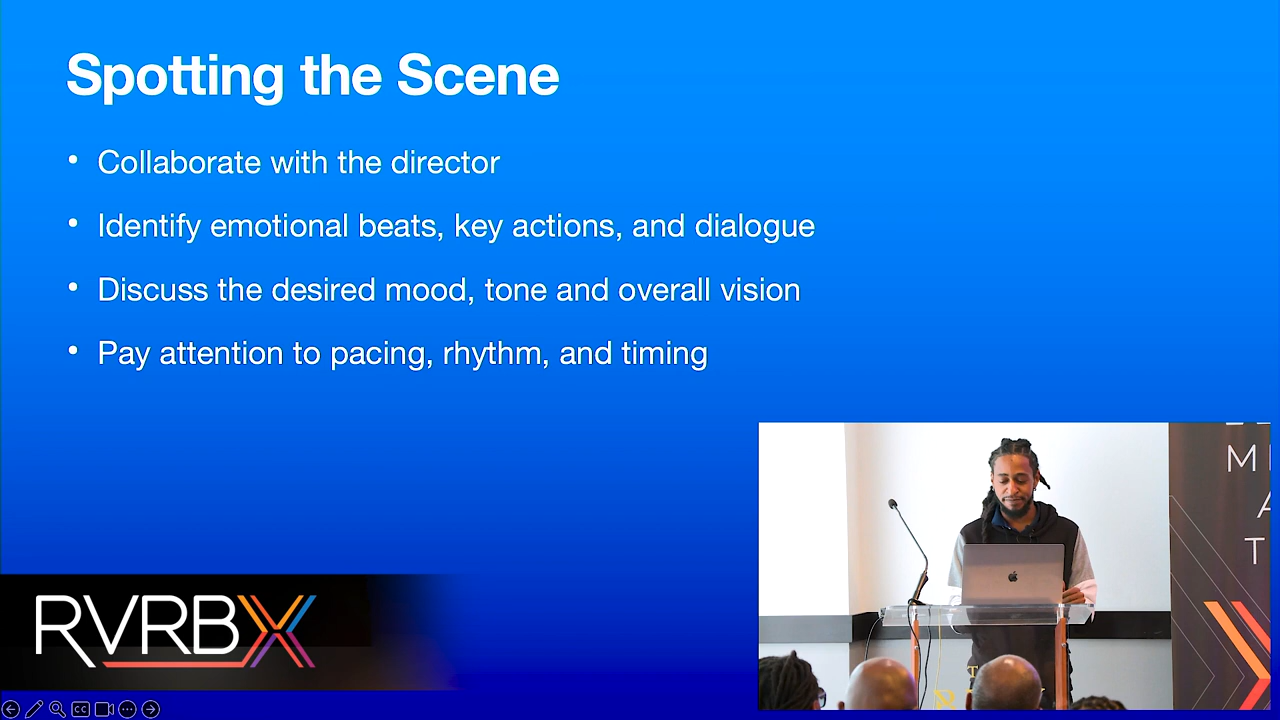 Spotting the Scene
• Collaborate with the director
• Identify emotional beats, key actions, and dialogue
• Discuss the desired mood, tone and overall vision
• Pay attention to pacing, rhythm, and timing
RVRBX
CC
M
A
T